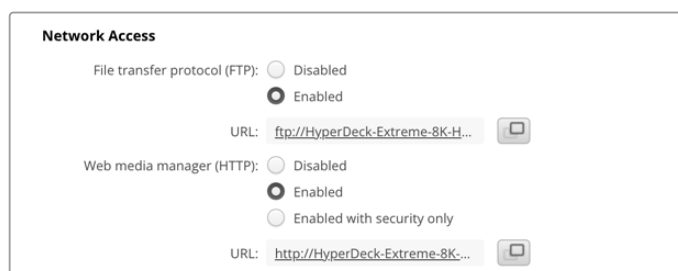 Network Access
File transfer protocol (FTP): Disabled
Enabled
URL: ftp://HyperDeck-Extreme-8K-H...
Web media manager (HTTP): Disabled
Enabled
Enabled with security only
URL: http://HyperDeck-Extreme-8K-...